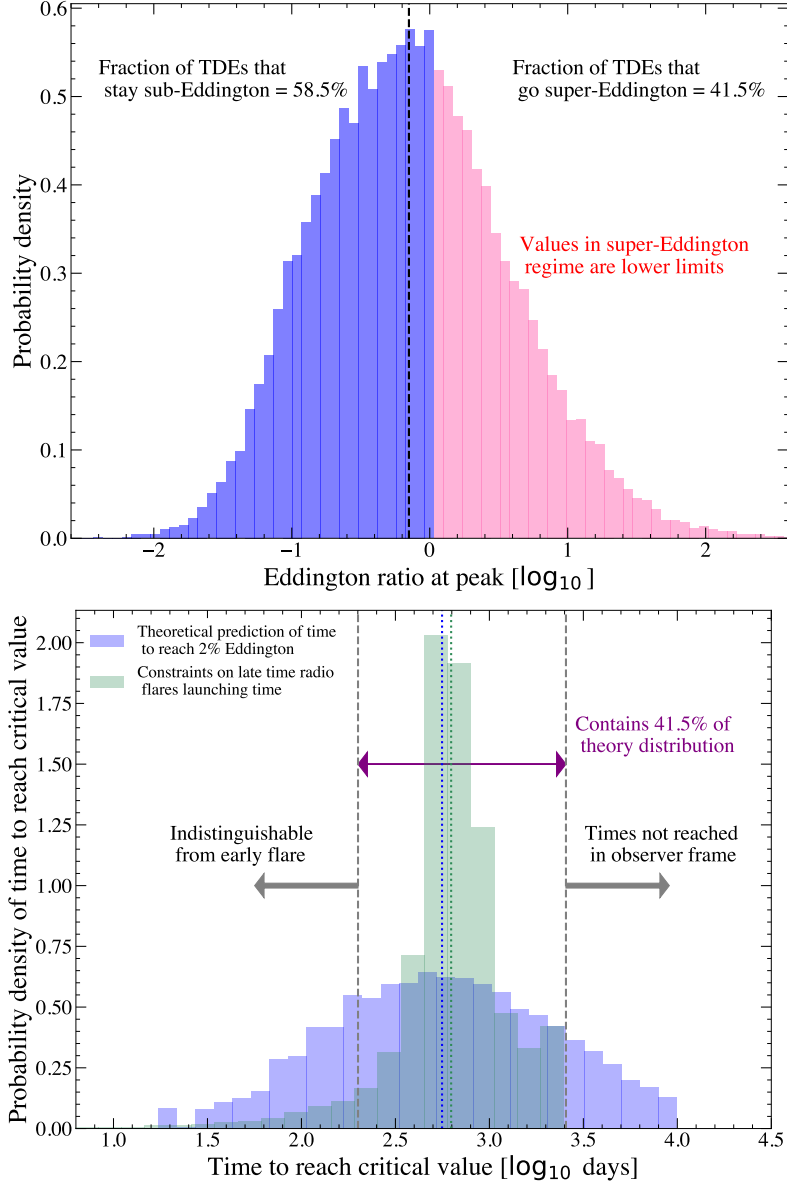 Fraction of TDEs that
stay sub-Eddington = 58.5%
Fraction of TDEs that
go super-Eddington = 41.5%
Values in super-Eddington
regime are lower limits
Probability density
0.6
0.5
0.4
0.3
0.2
0.1
0.0
−2
−1
0
1
2
Eddington ratio at peak [log₁₀]
Theoretical prediction of time
to reach 2% Eddington
Constraints on late time radio
flares launching time
Contains 41.5% of
theory distribution
Indistinguishable
from early flare
Times not reached
in observer frame
Probability density of time to reach critical value
2.00
1.75
1.50
1.25
1.00
0.75
0.50
0.25
0.00
1.0
1.5
2.0
2.5
3.0
3.5
4.0
4.5
Time to reach critical value [log₁₀ days]